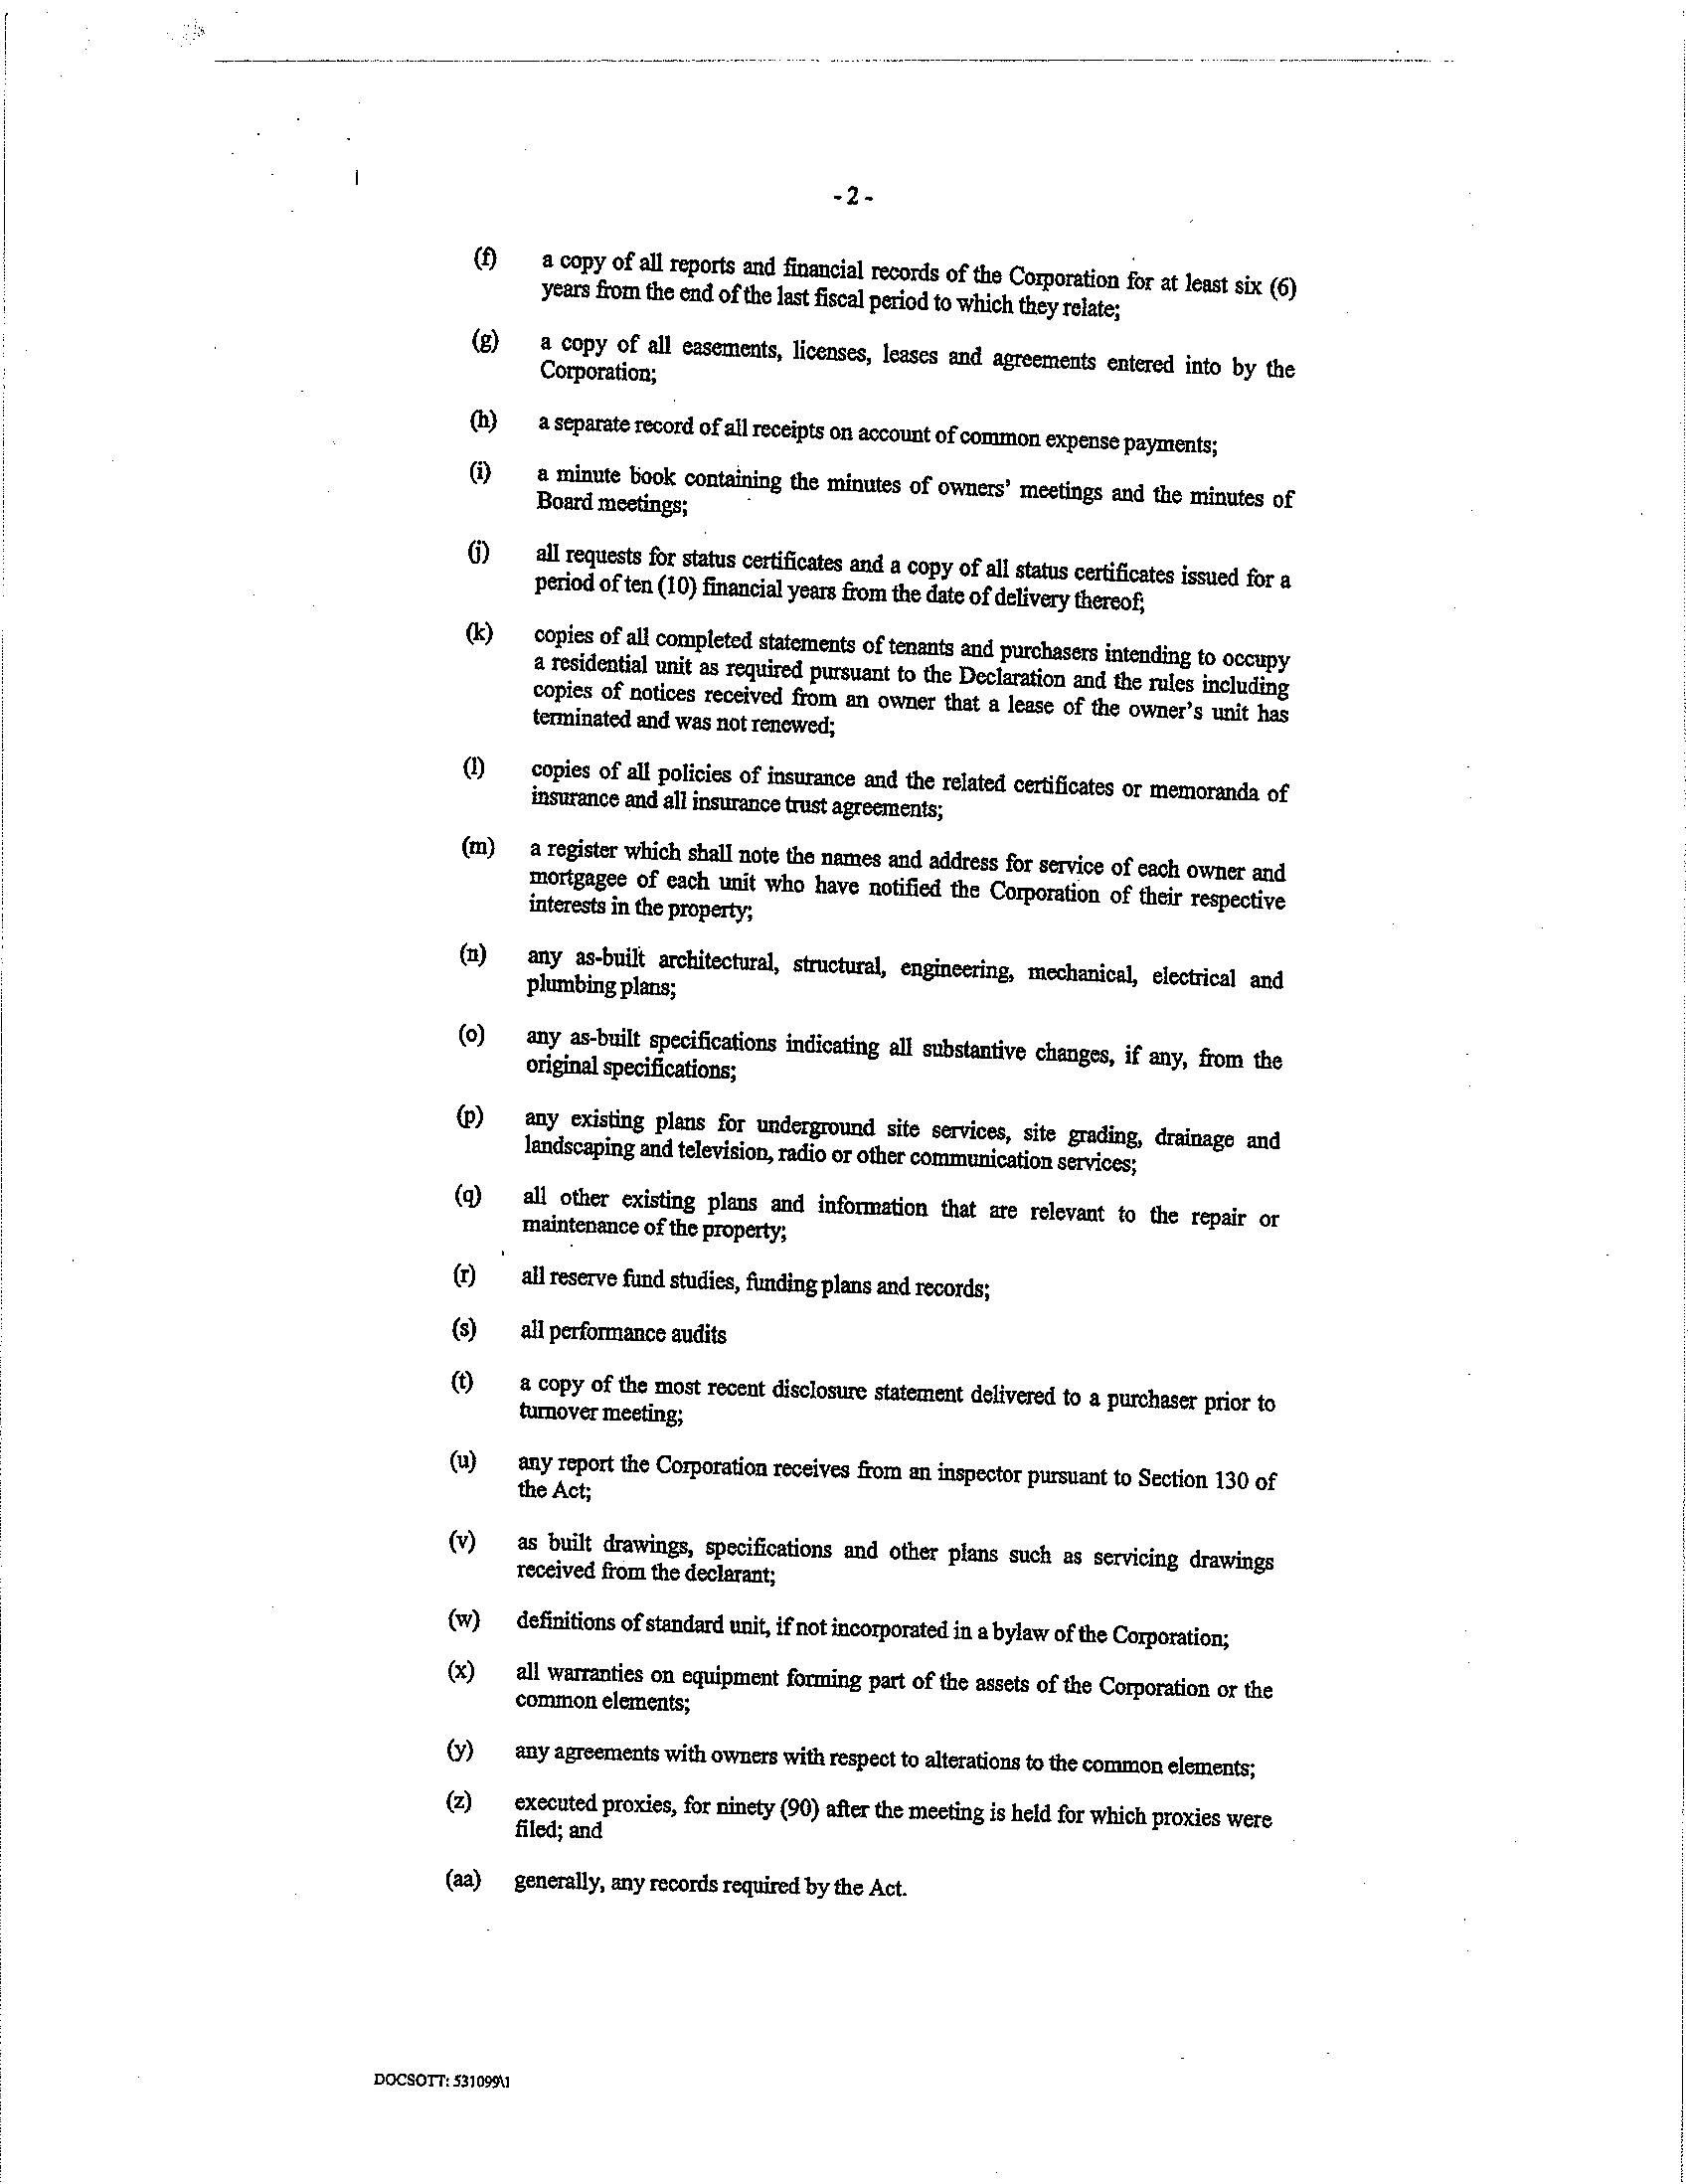 - 2 -
(f) a copy of all reports and financial records of the Corporation for at least six (6)
years from the end of the last fiscal period to which they relate;
(g) a copy of all easements, licenses, leases and agreements entered into by the
Corporation;
(h) a separate record of all receipts on account of common expense payments;
(i) a minute book containing the minutes of owners' meetings and the minutes of
Board meetings;
(j) all requests for status certificates and a copy of all status certificates issued for a
period of ten (10) financial years from the date of delivery thereof;
(k) copies of all completed statements of tenants and purchasers intending to occupy
a residential unit as required pursuant to the Declaration and the rules including
copies of notices received from an owner that a lease of the owner's unit has
terminated and was not renewed;
(l) copies of all policies of insurance and the related certificates or memoranda of
insurance and all insurance trust agreements;
(m) a register which shall note the names and address for service of each owner and
mortgagee of each unit who have notified the Corporation of their respective
interests in the property;
(n) any as-built architectural, structural, engineering, mechanical, electrical and
plumbing plans;
(o) any as-built specifications indicating all substantive changes, if any, from the
original specifications;
(p) any existing plans for underground site services, site grading, drainage and
landscaping and television, radio or other communication services;
(q) all other existing plans and information that are relevant to the repair or
maintenance of the property;
(r) all reserve fund studies, funding plans and records;
(s) all performance audits
(t) a copy of the most recent disclosure statement delivered to a purchaser prior to
turnover meeting;
(u) any report the Corporation receives from an inspector pursuant to Section 130 of
the Act;
(v) as built drawings, specifications and other plans such as servicing drawings
received from the declarant;
(w) definitions of standard unit, if not incorporated in a bylaw of the Corporation;
(x) all warranties on equipment forming part of the assets of the Corporation or the
common elements;
(y) any agreements with owners with respect to alterations to the common elements;
(z) executed proxies, for ninety (90) after the meeting is held for which proxies were
filed; and
(aa) generally, any records required by the Act.
DOCSOTT: 531099\1